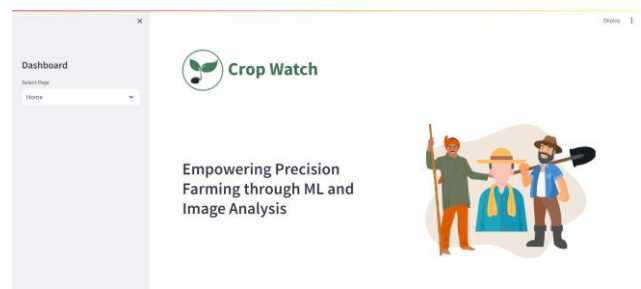 Deploy
Dashboard
Select Page
Home
Crop Watch
Empowering Precision
Farming through ML and
Image Analysis